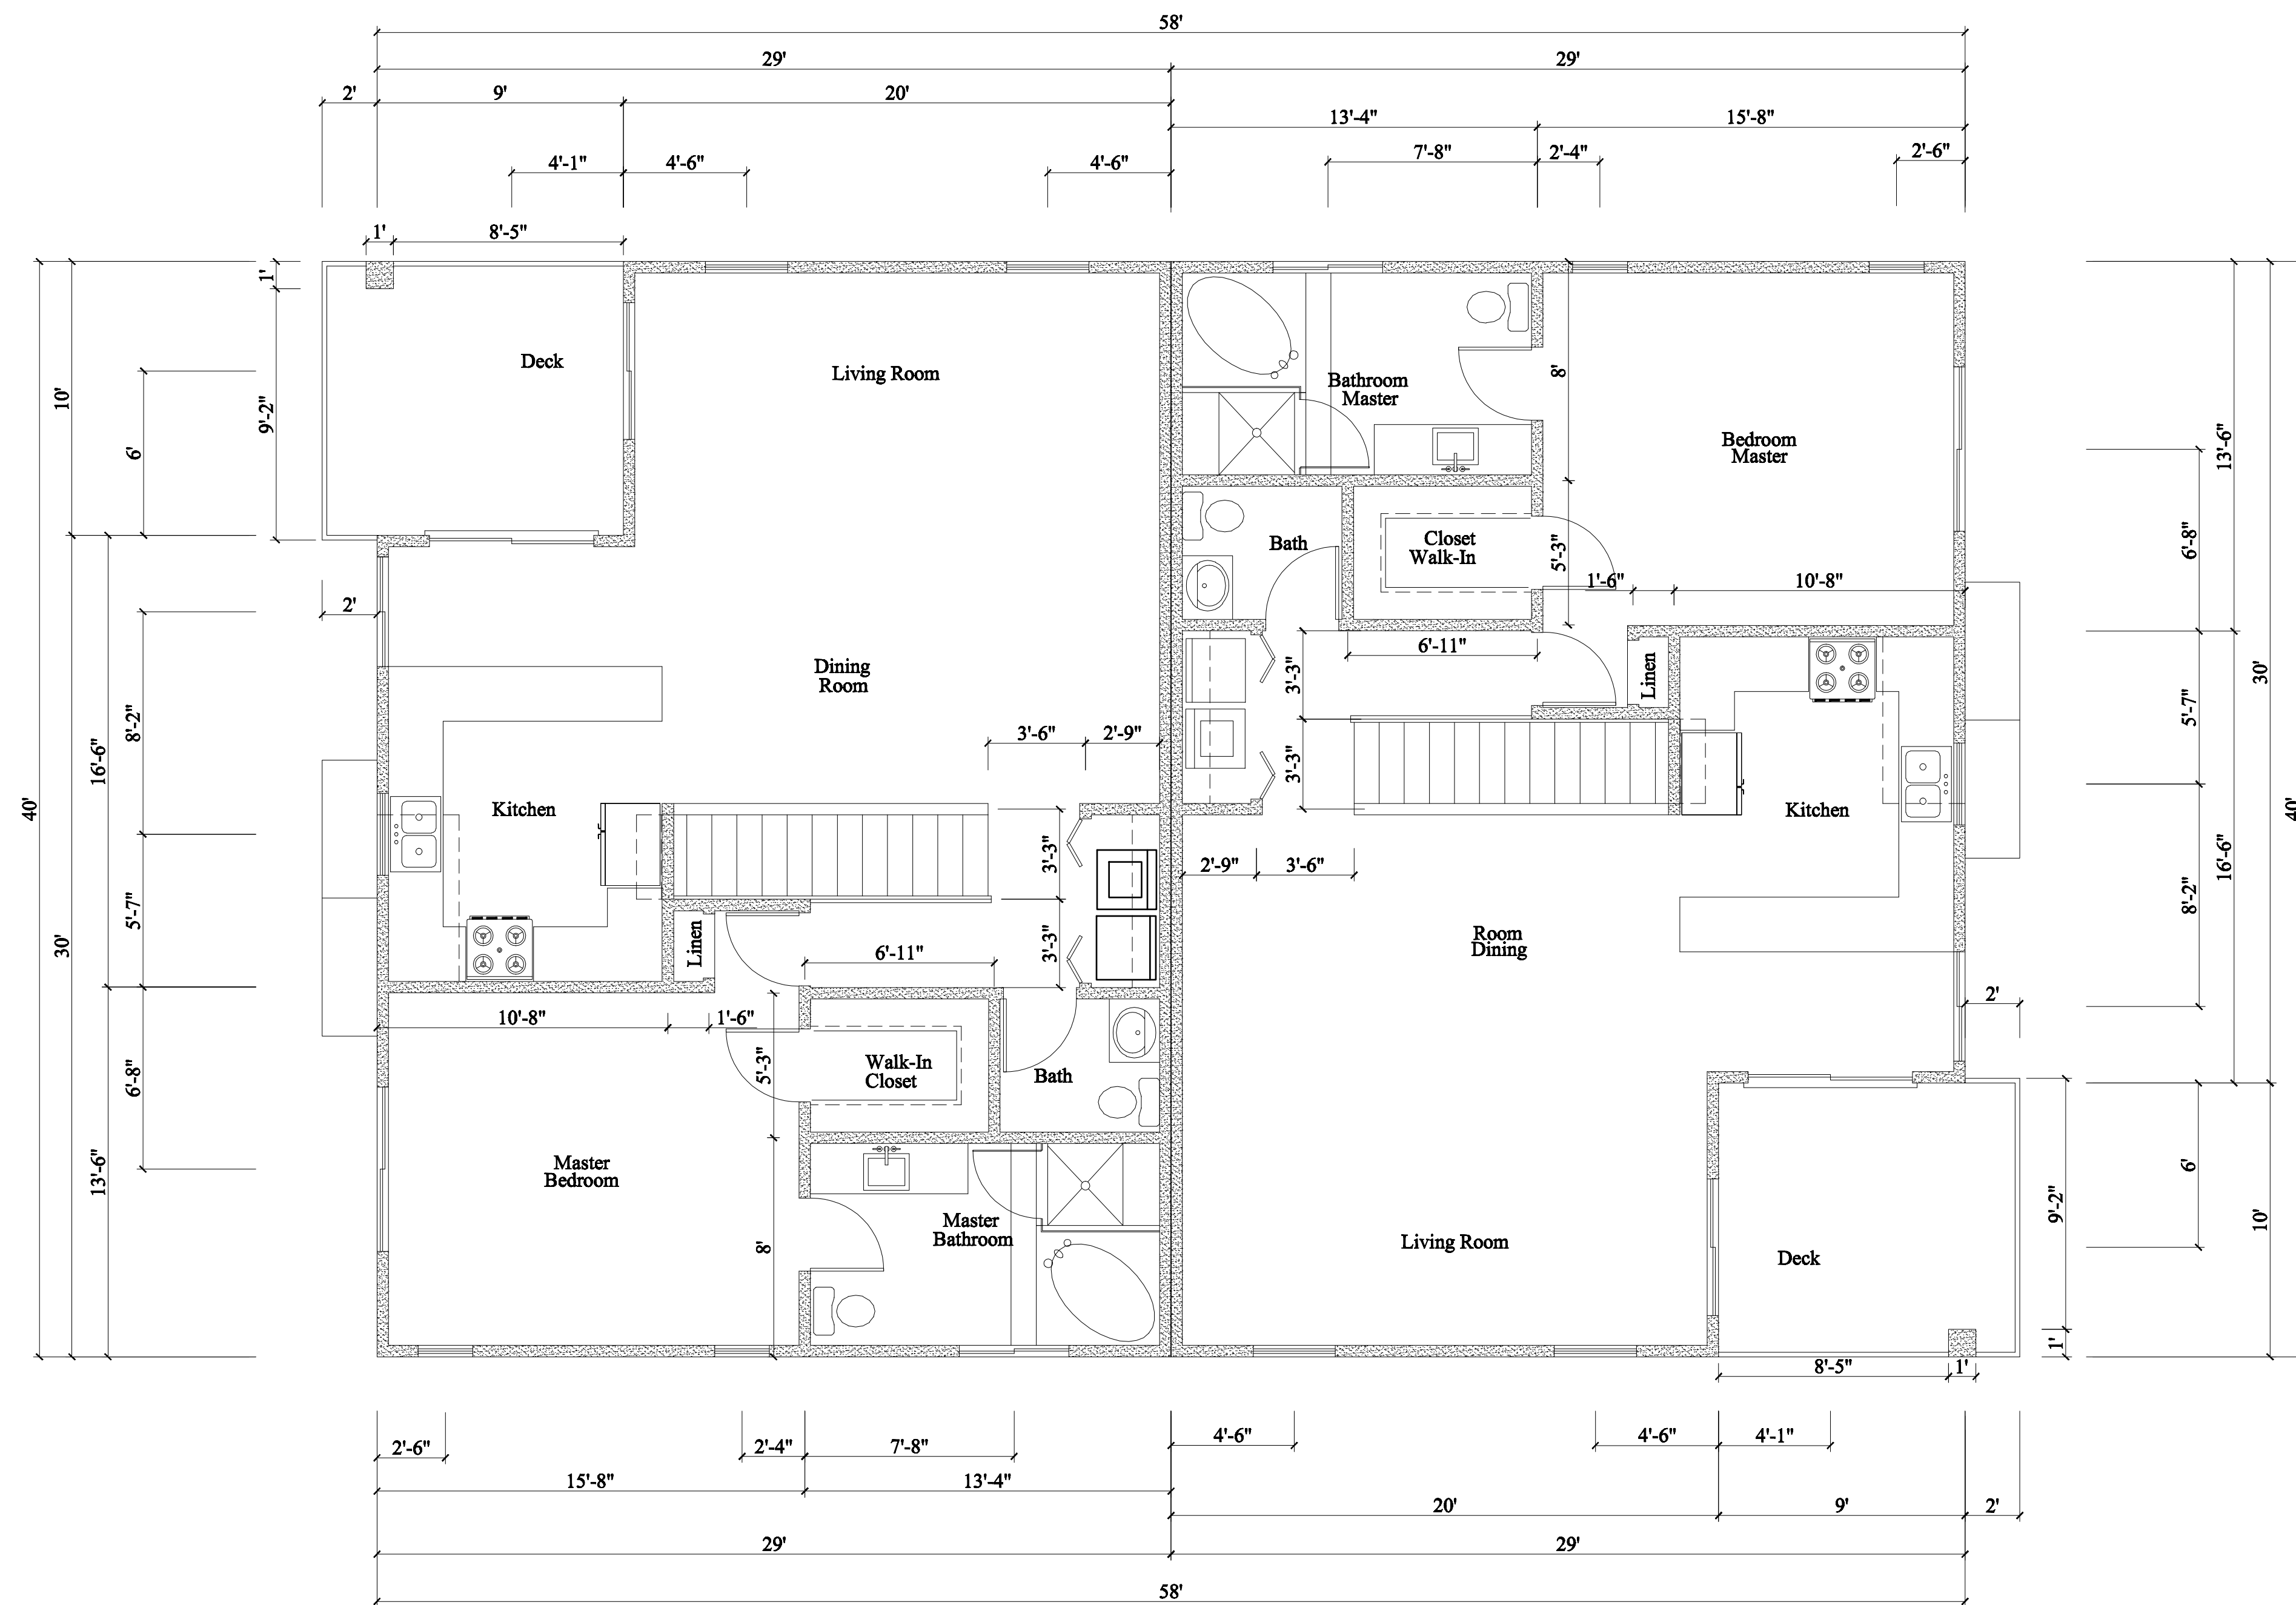 58'
29'
29'
2'
9'
20'
13'-4"
15'-8"
4'-1"
4'-6"
4'-6"
7'-8"
2'-4"
2'-6"
1'
8'-5"
1'
9'-2"
10'
6'
40'
30'
16'-6"
13'-6"
8'-2"
5'-7"
6'-8"
2'
Deck
Living Room
Dining
Room
3'-6"
2'-9"
Kitchen
3'-3"
3'-3"
Linen
6'-11"
10'-8"
1'-6"
5'-3"
8'
Walk-In
Closet
Bath
Master
Bedroom
Master
Bathroom
Bathroom
Master
8'
Bedroom
Master
Bath
Closet
Walk-In
5'-3"
1'-6"
10'-8"
6'-11"
3'-3"
3'-3"
Linen
Kitchen
2'-9"
3'-6"
Room
Dining
Living Room
Deck
2'
13'-6"
6'-8"
5'-7"
30'
40'
16'-6"
8'-2"
6'
9'-2"
10'
1'
8'-5"
1'
2'-6"
2'-4"
7'-8"
4'-6"
4'-6"
4'-1"
15'-8"
13'-4"
20'
9'
2'
29'
29'
58'